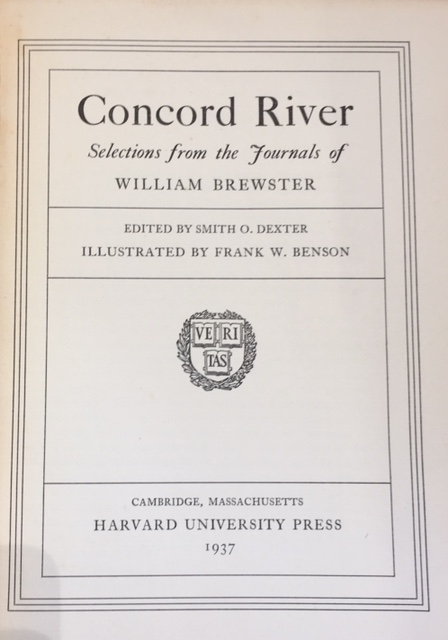 Concord River
Selections from the Journals of
WILLIAM BREWSTER
EDITED BY SMITH O. DEXTER
ILLUSTRATED BY FRANK W. BENSON
VE RI
TAS
CAMBRIDGE, MASSACHUSETTS
HARVARD UNIVERSITY PRESS
1937